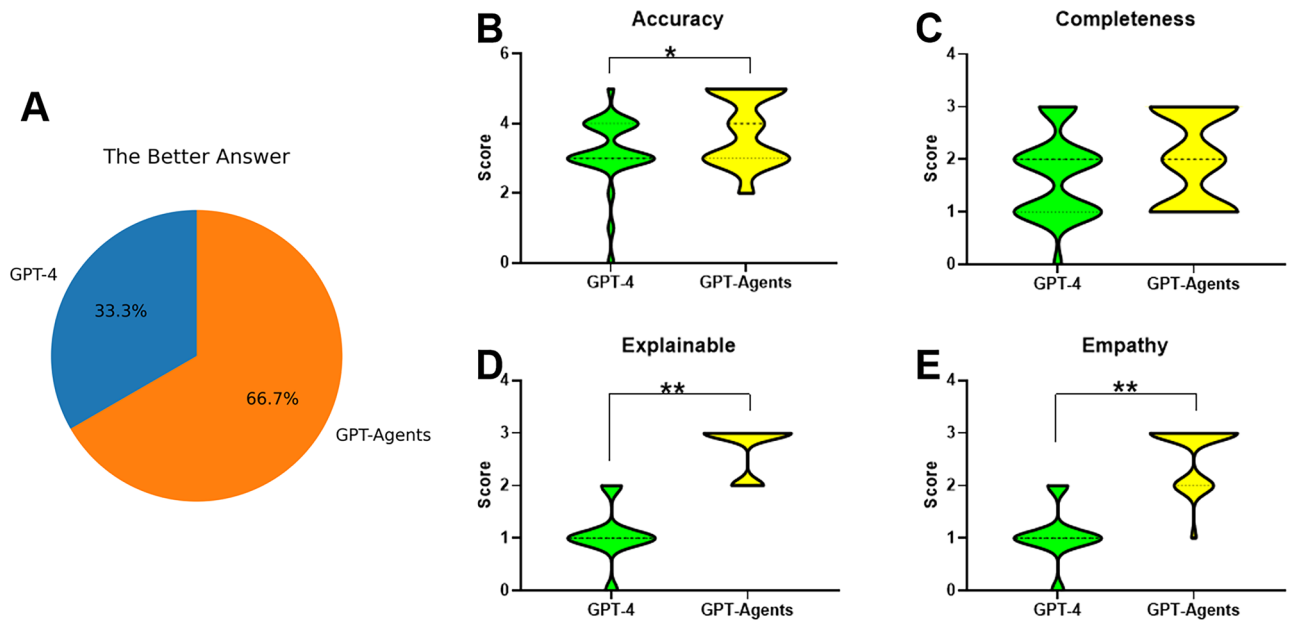 A
The Better Answer
GPT-4
33.3%
66.7%
GPT-Agents
B
Accuracy
*
Score
6
4
2
0
GPT-4 GPT-Agents
C
Completeness
Score
4
3
2
1
0
GPT-4 GPT-Agents
D
Explainable
**
Score
4
3
2
1
0
GPT-4 GPT-Agents
E
Empathy
**
Score
4
3
2
1
0
GPT-4 GPT-Agents